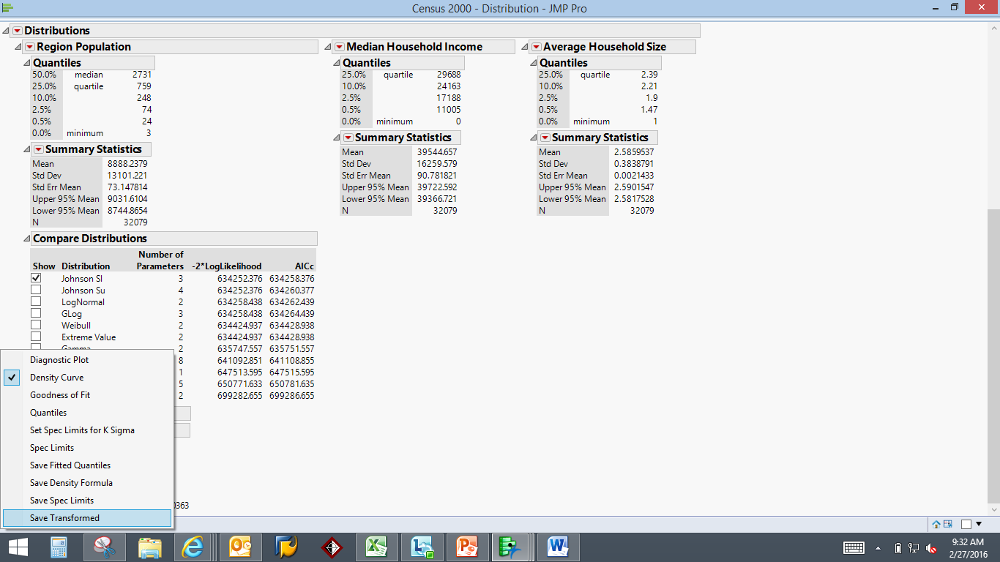 Census 2000 - Distribution - JMP Pro
Distributions
Region Population
Quantiles
50.0% median 2731
25.0% quartile 759
10.0% 248
2.5% 74
0.5% 24
0.0% minimum 3
Summary Statistics
Mean 8888.2379
Std Dev 13101.221
Std Err Mean 73.147814
Upper 95% Mean 9031.6104
Lower 95% Mean 8744.8654
N 32079
Compare Distributions
Show Distribution Number of Parameters -2*LogLikelihood AICc
Johnson Sl 3 634252.376 634258.376
Johnson Su 4 634252.376 634260.377
LogNormal 2 634258.438 634262.439
GLog 3 634258.438 634264.439
Weibull 2 634424.937 634428.938
Extreme Value 2 634424.937 634428.938
Gamma 2 635747.557 635751.557
8 641092.851 641108.855
1 647513.595 647515.595
5 650771.633 650781.635
2 699282.655 699286.655
0363
Median Household Income
Quantiles
25.0% quartile 29688
10.0% 24163
2.5% 17188
0.5% 11005
0.0% minimum 0
Summary Statistics
Mean 39544.657
Std Dev 16259.579
Std Err Mean 90.781821
Upper 95% Mean 39722.592
Lower 95% Mean 39366.721
N 32079
Average Household Size
Quantiles
25.0% quartile 2.39
10.0% 2.21
2.5% 1.9
0.5% 1.47
0.0% minimum 1
Summary Statistics
Mean 2.5859537
Std Dev 0.3838791
Std Err Mean 0.0021433
Upper 95% Mean 2.5901547
Lower 95% Mean 2.5817528
N 32079
Diagnostic Plot
Density Curve
Goodness of Fit
Quantiles
Set Spec Limits for K Sigma
Spec Limits
Save Fitted Quantiles
Save Density Formula
Save Spec Limits
Save Transformed
9:32 AM
2/27/2016